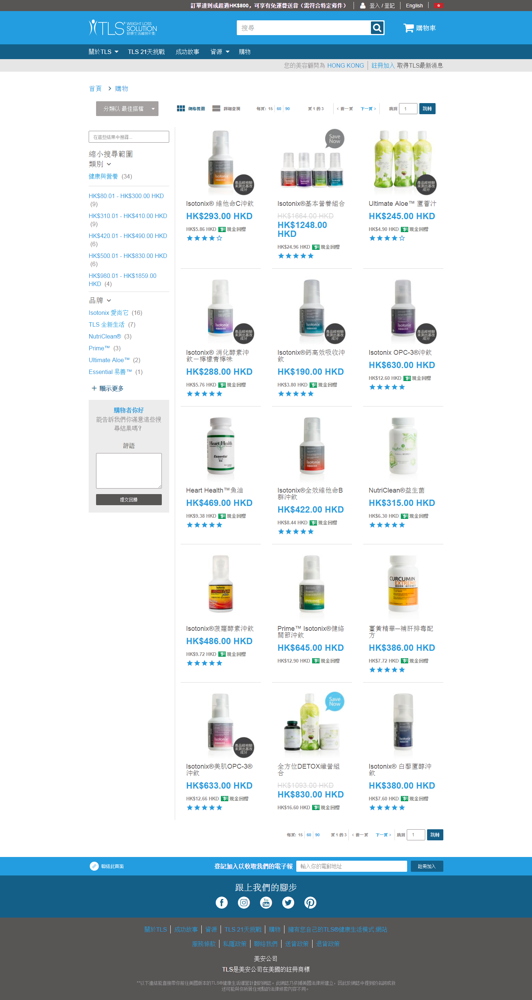 訂單達到或超過HK$800，可享有免運費送貨（需符合特定條件）
登入 / 登記
English
TLS® WEIGHT LOSS SOLUTION
健康生活纖營計劃
搜尋
購物車
關於TLS
TLS 21天挑戰
成功故事
資源
購物
您的美容顧問為 HONG KONG
註冊加入 取得TLS最新消息
首頁 > 購物
分類以 最佳搭檔
網格視圖
詳細查閱
每頁: 15 60 90
頁 1 的 3
‹ 前一頁
下一頁 ›
跳到 1 跳轉
在這些結果中搜尋...
縮小搜尋範圍
類別
健康與營養 (34)
HK$80.01 - HK$300.00 HKD
(9)
HK$310.01 - HK$410.00 HKD
(9)
HK$420.01 - HK$490.00 HKD
(6)
HK$500.01 - HK$830.00 HKD
(6)
HK$980.01 - HK$1859.00
HKD (4)
品牌
Isotonix 愛尚它 (16)
TLS 全新生活 (7)
NutriClean® (3)
Prime™ (3)
Ultimate Aloe™ (2)
Essential 易善™ (1)
+ 顯示更多
購物者你好
能告訴我們你滿意這些搜
尋結果嗎?
評語
提交回饋
Isotonix
產品經檢驗
未測出基改
成分
Isotonix® 維他命C沖飲
HK$293.00 HKD
HK$5.86 HKD 現金回贈
Save
Now
Isotonix®基本營養組合
HK$1664.00 HKD
HK$1248.00
HKD
HK$24.96 HKD 現金回贈
ultimate
aloe
產品經檢驗
未測出基改
成分
Ultimate Aloe™ 蘆薈汁
HK$245.00 HKD
HK$4.90 HKD 現金回贈
Isotonix
產品經檢驗
未測出基改
成分
Isotonix® 消化酵素沖
飲－檸檬青檸味
HK$288.00 HKD
HK$5.76 HKD 現金回贈
Isotonix
產品經檢驗
未測出基改
成分
Isotonix®鈣高效吸收沖
飲
HK$190.00 HKD
HK$3.80 HKD 現金回贈
Isotonix
產品經檢驗
未測出基改
成分
Isotonix OPC-3®沖飲
HK$630.00 HKD
HK$12.60 HKD 現金回贈
Heart Health
Essential
Heart Health™魚油
HK$469.00 HKD
HK$9.38 HKD 現金回贈
Isotonix
Isotonix®全效維他命B
群沖飲
HK$422.00 HKD
HK$8.44 HKD 現金回贈
nutriclean
NutriClean®益生菌
HK$315.00 HKD
HK$6.30 HKD 現金回贈
Isotonix
BROMELAIN
Isotonix®菠蘿酵素沖飲
HK$486.00 HKD
HK$9.72 HKD 現金回贈
PRIME
Prime™ Isotonix®健絡
關節沖飲
HK$645.00 HKD
HK$12.90 HKD 現金回贈
CURCUMIN
EXTREME
薑黃精華─補肝排毒配
方
HK$386.00 HKD
HK$7.72 HKD 現金回贈
Isotonix
產品經檢驗
未測出基改
成分
Isotonix®美肌OPC-3®
沖飲
HK$633.00 HKD
HK$12.66 HKD 現金回贈
Save
Now
ultimate
aloe
全方位DETOX纖營組
合
HK$1093.00 HKD
HK$830.00 HKD
HK$16.60 HKD 現金回贈
Isotonix
Isotonix® 白藜蘆醇沖
飲
HK$380.00 HKD
HK$7.60 HKD 現金回贈
每頁: 15 60 90
頁 1 的 3
‹ 前一頁
下一頁 ›
跳到 1 跳轉
聯結此頁面
登記加入以收取我們的電子報
輸入你的電郵地址
註冊加入
跟上我們的腳步
You
Tube
關於TLS 成功故事 資源 TLS 21天挑戰 購物 擁有您自己的TLS®健康生活模式 網站
服務條款 私隱政策 聯絡我們 送貨政策 退貨政策
美安公司
TLS是美安公司在美國的註冊商標
**以下連結能直接帶你前往美國版本的TLS®健康生活纖營計劃的網誌。此網誌乃依據美國法律所建立，因此於網誌中提到的名詞或敘
述可能與你所居住地點的法律條款內容不同。